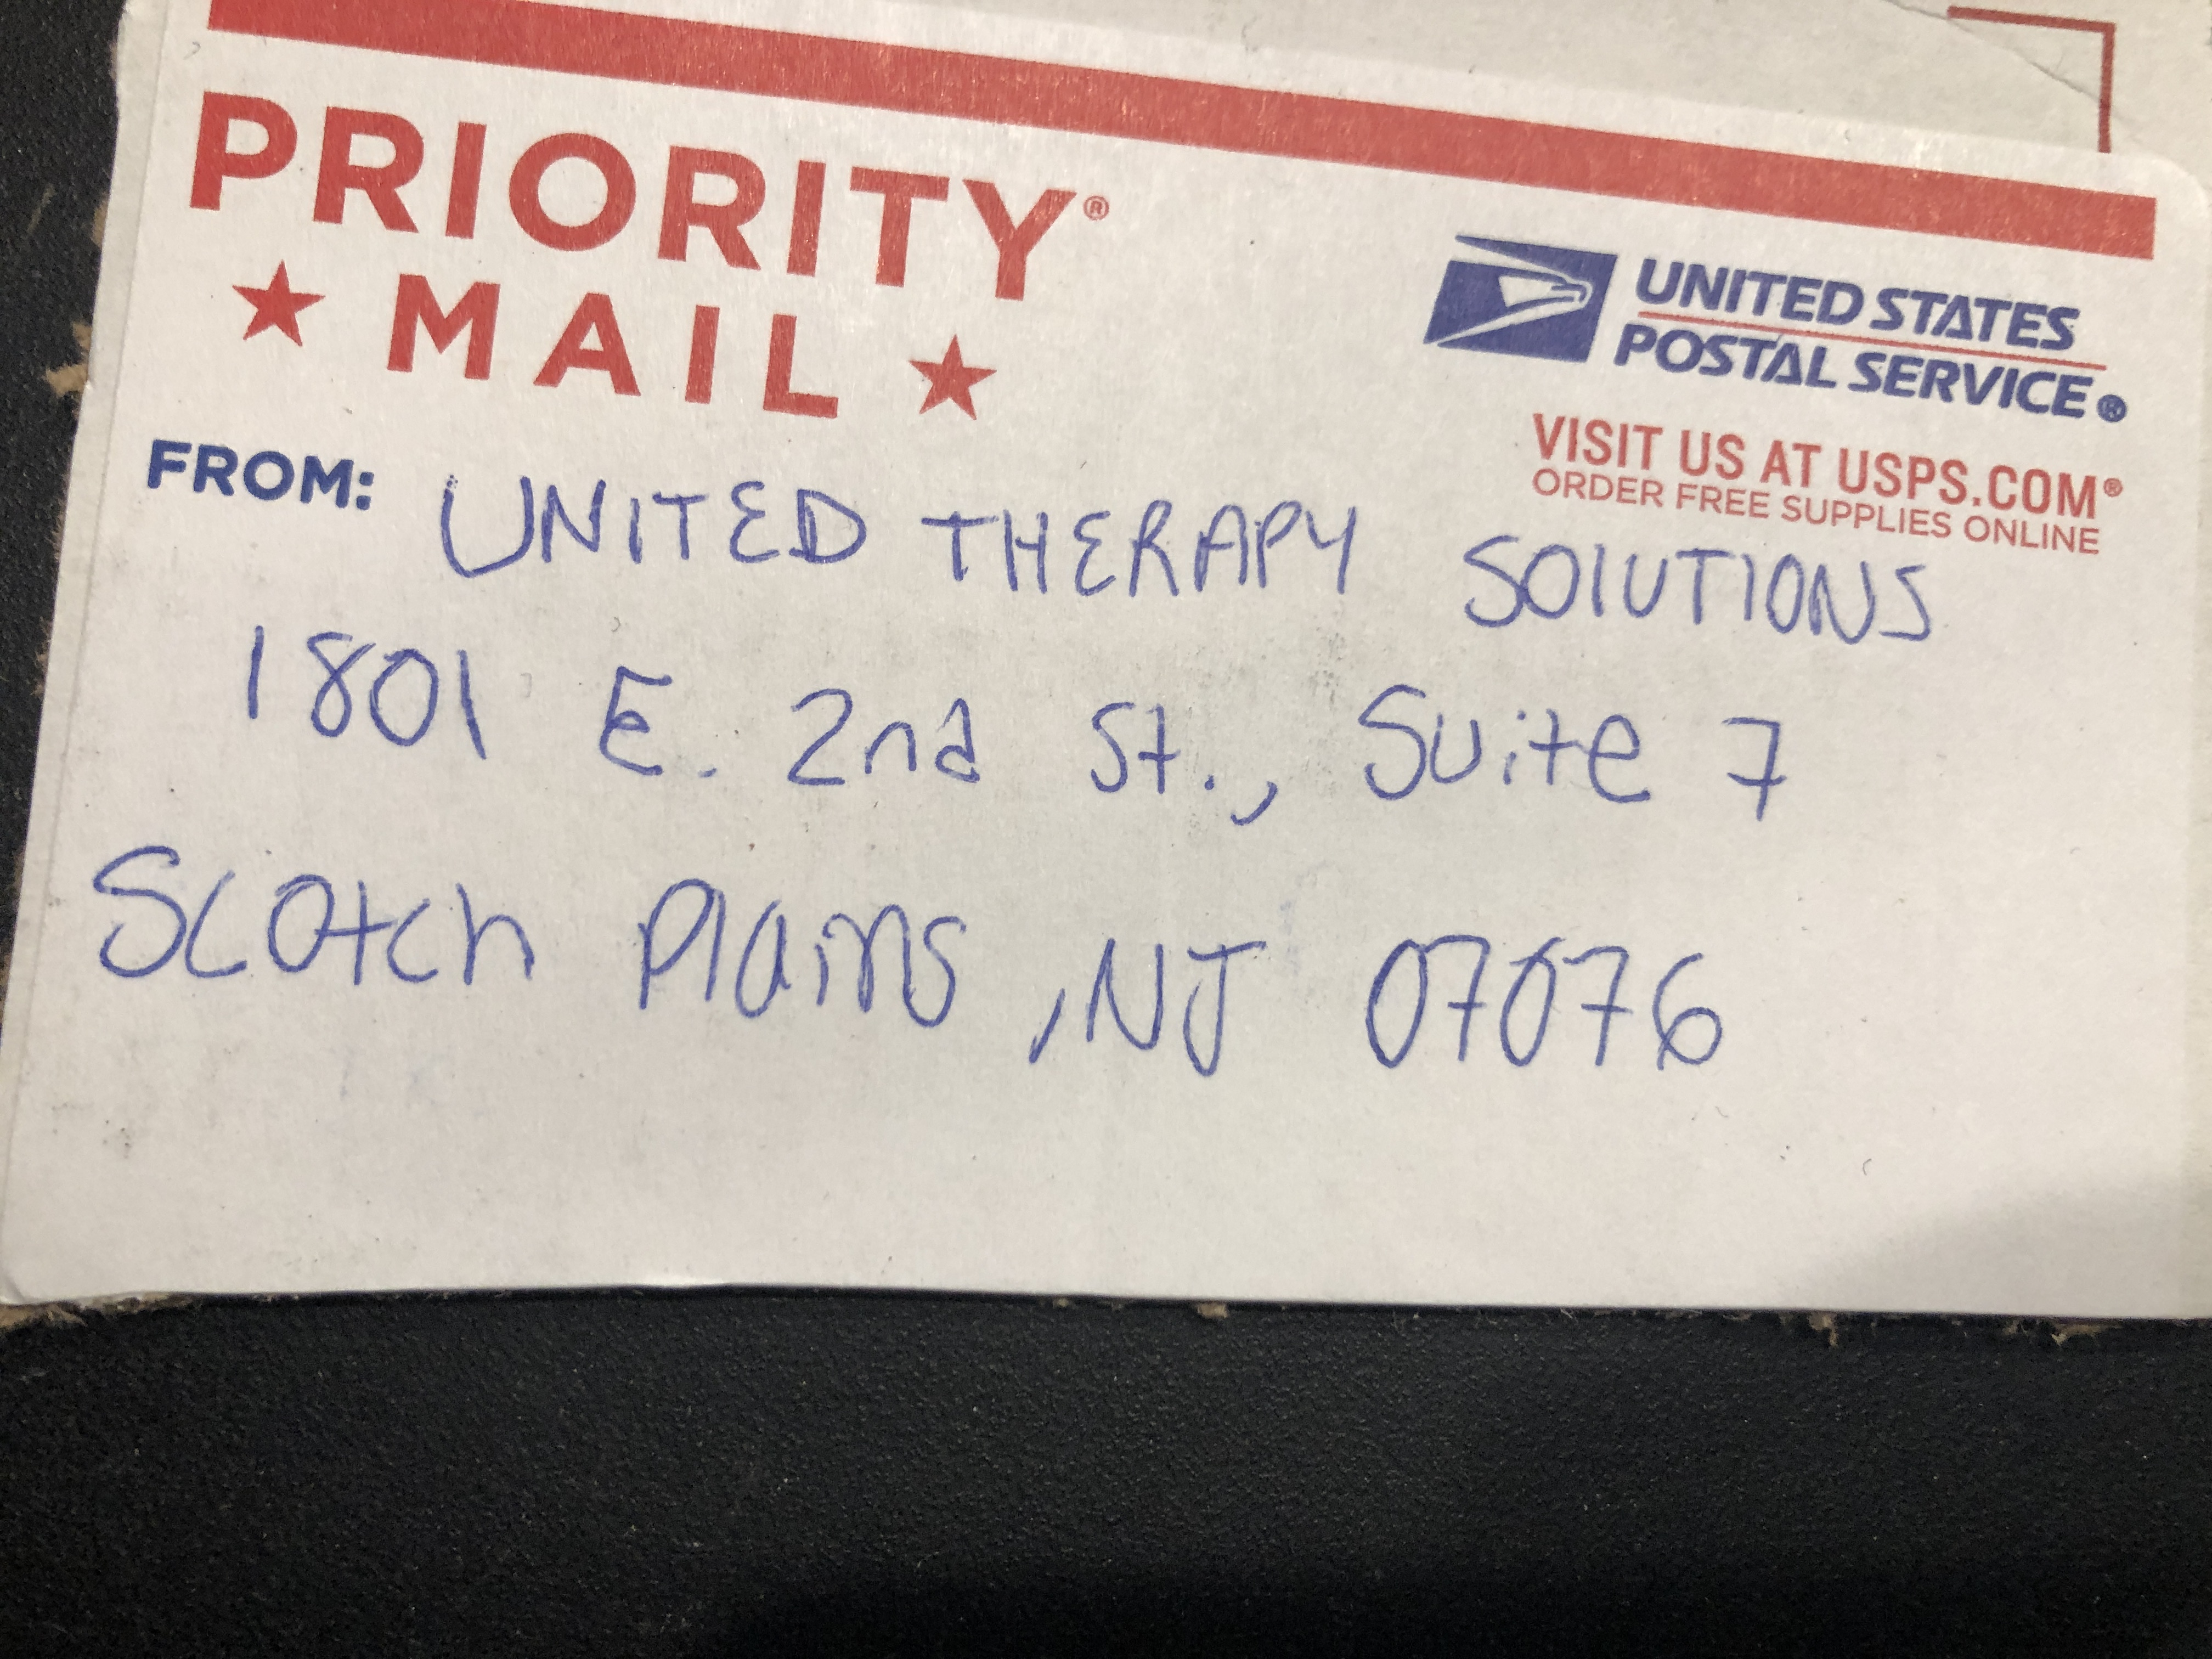 PRIORITY®
★ MAIL ★
UNITED STATES
POSTAL SERVICE®
VISIT US AT USPS.COM®
ORDER FREE SUPPLIES ONLINE
FROM: UNITED THERAPY SOlUTIONS
1801 E. 2nd St., Suite 7
Scotch Plains, NJ 07076